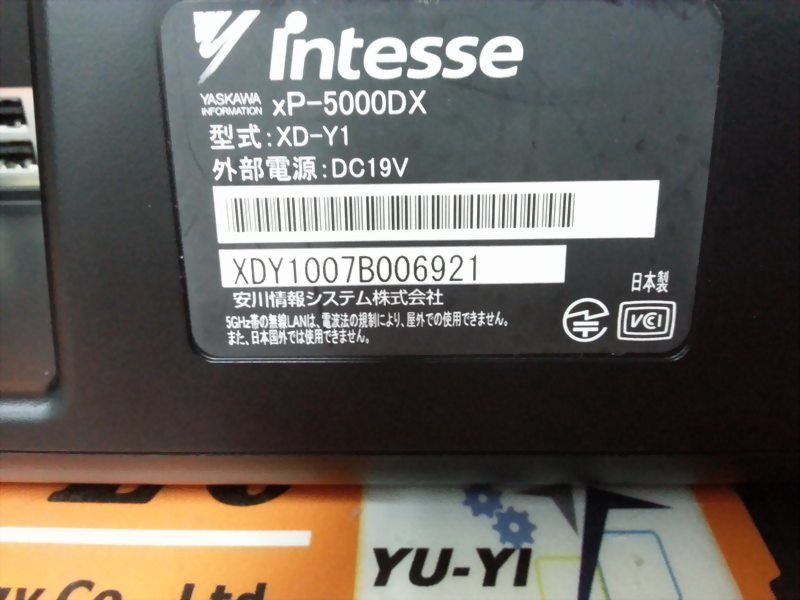 intesse
YASKAWA
INFORMATION
xP-5000DX
型式:XD-Y1
外部電源:DC19V
XDY1007B006921
安川情報システム株式会社
日本製
5GHz帯の無線LANは、電波法の規制により、屋外での使用できません。
また、日本国外では使用できません。
VCI
YU-YI
gy Co., Ltd